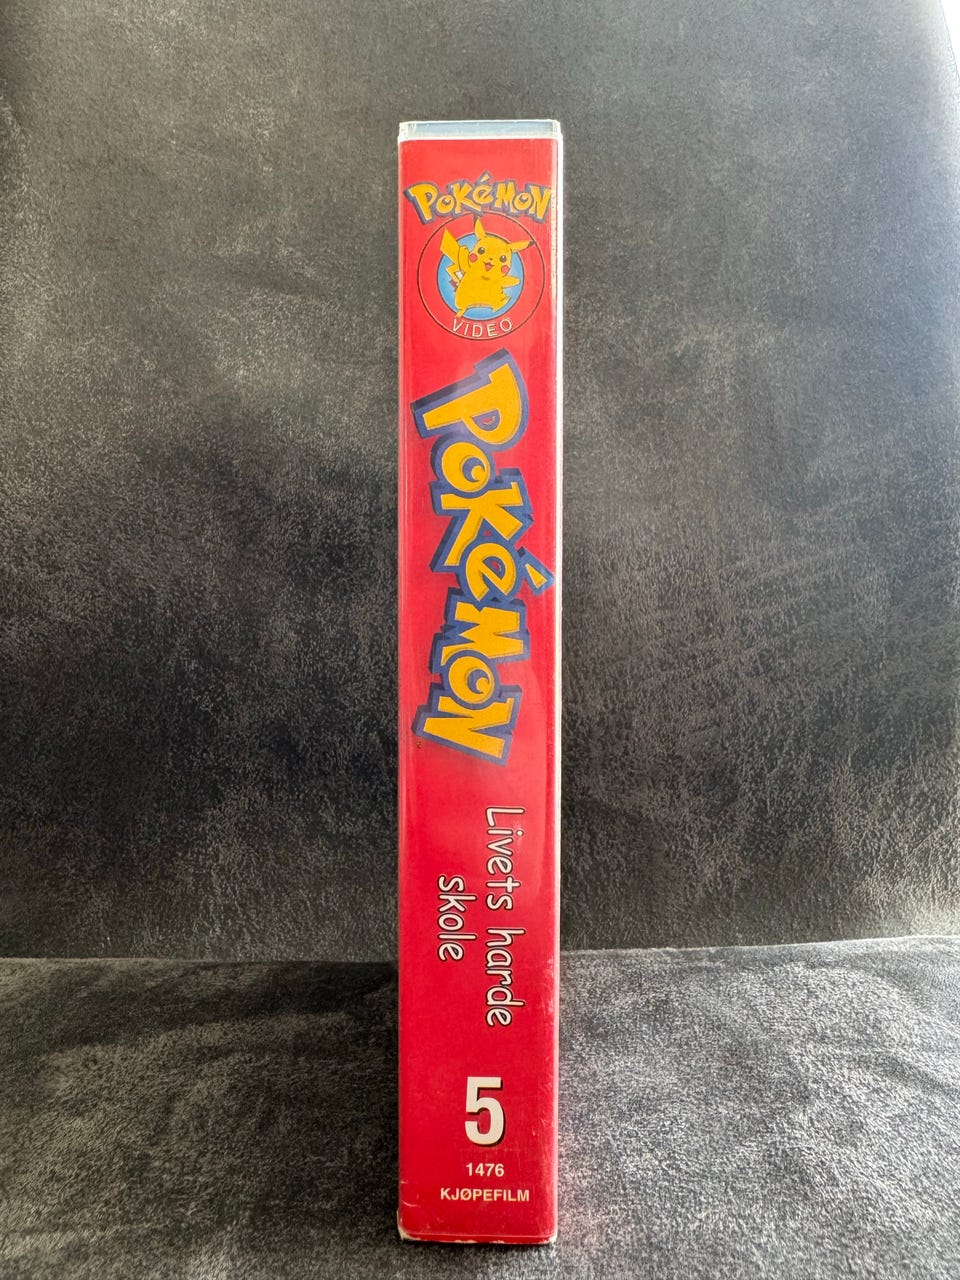 POKéMON
VIDEO
POKéMON
Livets harde
skole
5
1476
KJØPEFILM